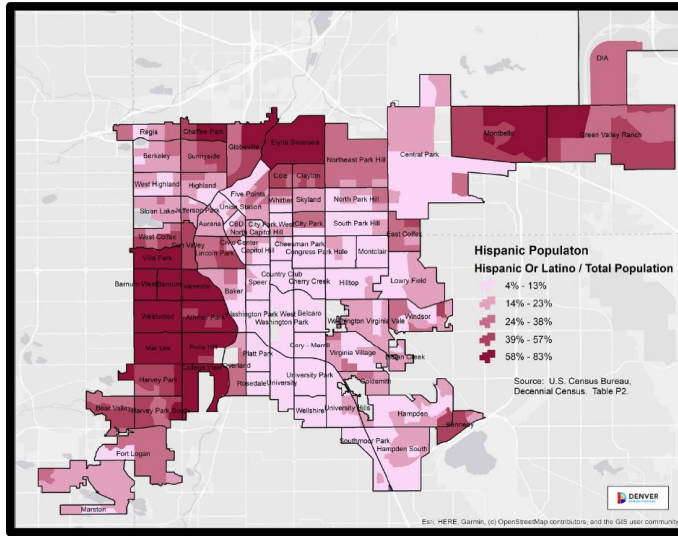 DIA
Regis
Chaffee Park
Globeville
Elyria Swansea
Montbello
Green Valley Ranch
Berkeley
Sunnyside
Northeast Park Hill
Central Park
West Highland
Highland
Cole
Clayton
Five Points
Union Station
Whittier
Skyland
North Park Hill
Sloan Lake
Jefferson Park
Auraria
CBD
City Park West
City Park
South Park Hill
North Capitol Hill
West Colfax
Sun Valley
Civic Center
Cheesman Park
East Colfax
Lincoln Park
Capitol Hill
Congress Park
Hale
Montclair
Villa Park
Country Club
Barnum West
Barnum
Valverde
Baker
Speer
Cherry Creek
Hilltop
Lowry Field
Westwood
Athmar Park
Washington Park West
Belcaro
Washington Park
Washington Virginia Vale
Windsor
Mar Lee
Ruby Hill
Platt Park
Cory - Merrill
Virginia Village
Indian Creek
College View
Overland
University Park
Goldsmith
Harvey Park
Rosedale
University
Bear Valley
Harvey Park South
Wellshire
University Hills
Hampden
Kennedy
Southmoor Park
Hampden South
Fort Logan
Marston
Hispanic Populaton
Hispanic Or Latino / Total Population
4% - 13%
14% - 23%
24% - 38%
39% - 57%
58% - 83%
Source: U.S. Census Bureau,
Decennial Census. Table P2.
DENVER
Esri, HERE, Garmin, (c) OpenStreetMap contributors, and the GIS user community